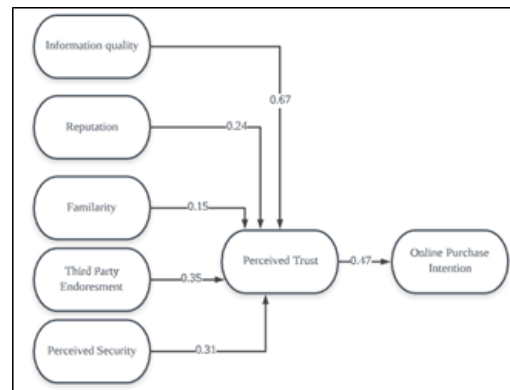 Information quality
0.67
Reputation
0.24
Familarity
0.15
Perceived Trust
0.47
Online Purchase
Intention
Third Party
Endoresment
0.35
Perceived Security
0.31